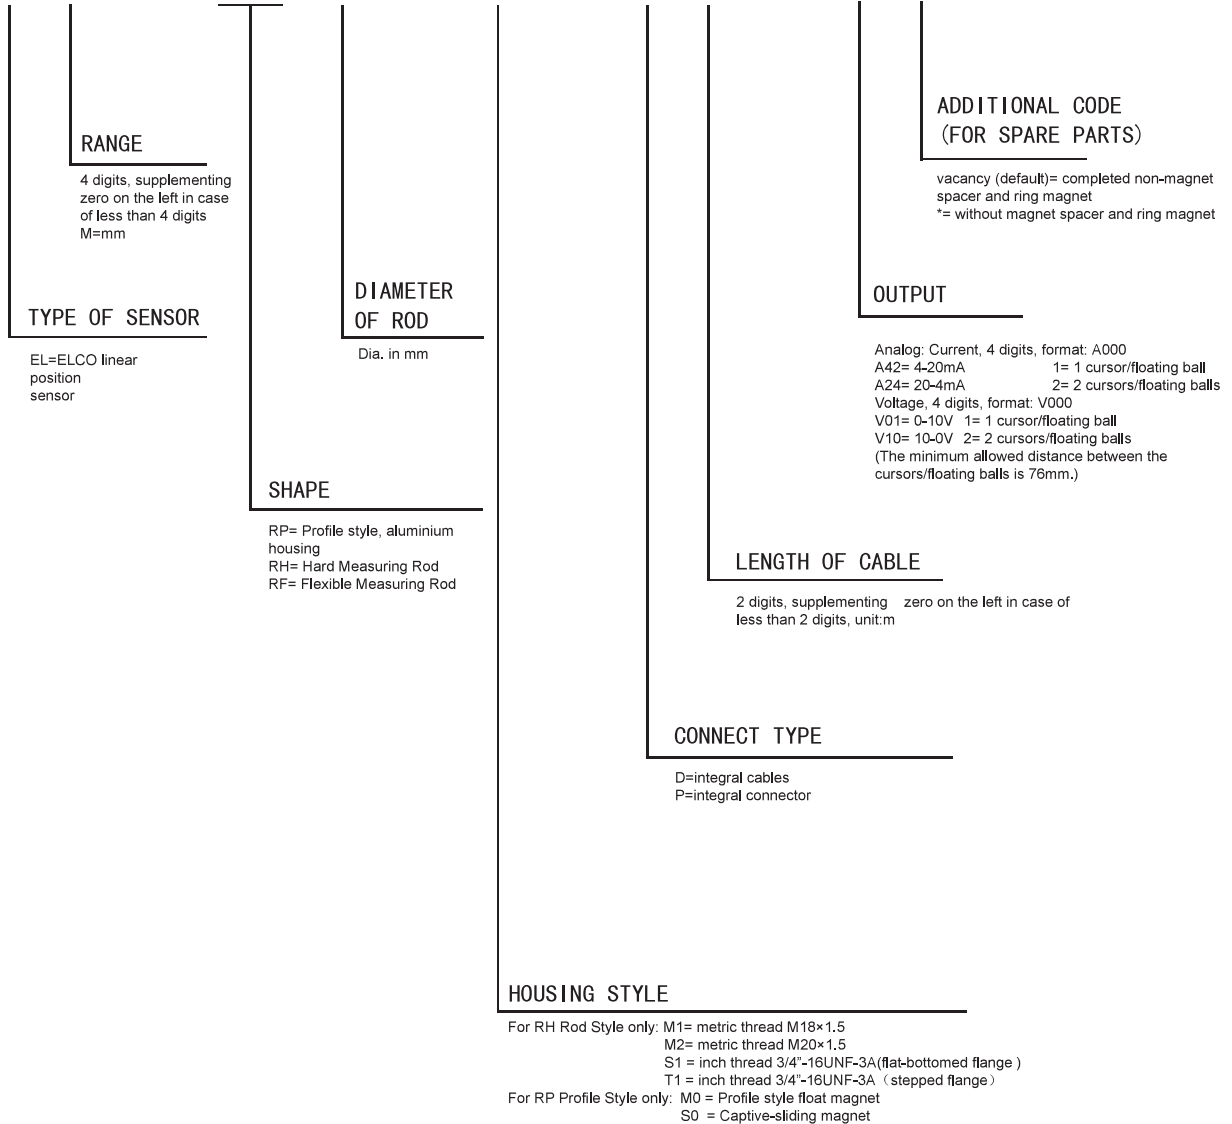 RANGE
4 digits, supplementing
zero on the left in case
of less than 4 digits
M=mm
TYPE OF SENSOR
EL=ELCO linear
position
sensor
SHAPE
RP= Profile style, aluminium
housing
RH= Hard Measuring Rod
RF= Flexible Measuring Rod
DIAMETER
OF ROD
Dia. in mm
HOUSING STYLE
For RH Rod Style only: M1= metric thread M18×1.5
M2= metric thread M20×1.5
S1 = inch thread 3/4”-16UNF-3A(flat-bottomed flange )
T1 = inch thread 3/4”-16UNF-3A（stepped flange）
For RP Profile Style only: M0 = Profile style float magnet
S0 = Captive-sliding magnet
CONNECT TYPE
D=integral cables
P=integral connector
LENGTH OF CABLE
2 digits, supplementing zero on the left in case of
less than 2 digits, unit:m
OUTPUT
Analog: Current, 4 digits, format: A000
A42= 4-20mA 1= 1 cursor/floating ball
A24= 20-4mA 2= 2 cursors/floating balls
Voltage, 4 digits, format: V000
V01= 0-10V 1= 1 cursor/floating ball
V10= 10-0V 2= 2 cursors/floating balls
(The minimum allowed distance between the
cursors/floating balls is 76mm.)
ADDITIONAL CODE
(FOR SPARE PARTS)
vacancy (default)= completed non-magnet
spacer and ring magnet
*= without magnet spacer and ring magnet